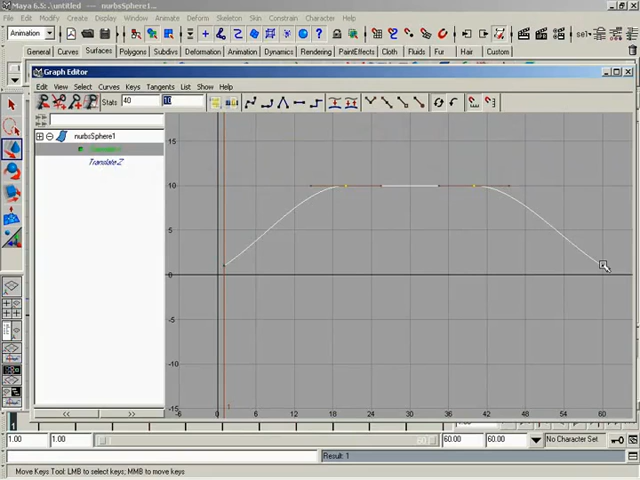 Maya 6.5: .\untitled --- nurbsSphere1...
File Edit Modify Create Display Window Animate Deform Skeleton Skin Constrain Character Help
Animation
sel
General Curves Surfaces Polygons Subdivs Deformation Animation Dynamics Rendering PaintEffects Cloth Fluids Fur Hair Custom
Graph Editor
Edit View Select Curves Keys Tangents List Show Help
Stats 40 10
nurbsSphere1
Translate Z
15
10
5
0
-5
-10
-15
0 6 12 18 24 30 36 42 48 54 60
1
<< >>
1.00 1.00 60.00 60.00 No Character Set
Result: 1
Move Keys Tool: LMB to select keys; MMB to move keys